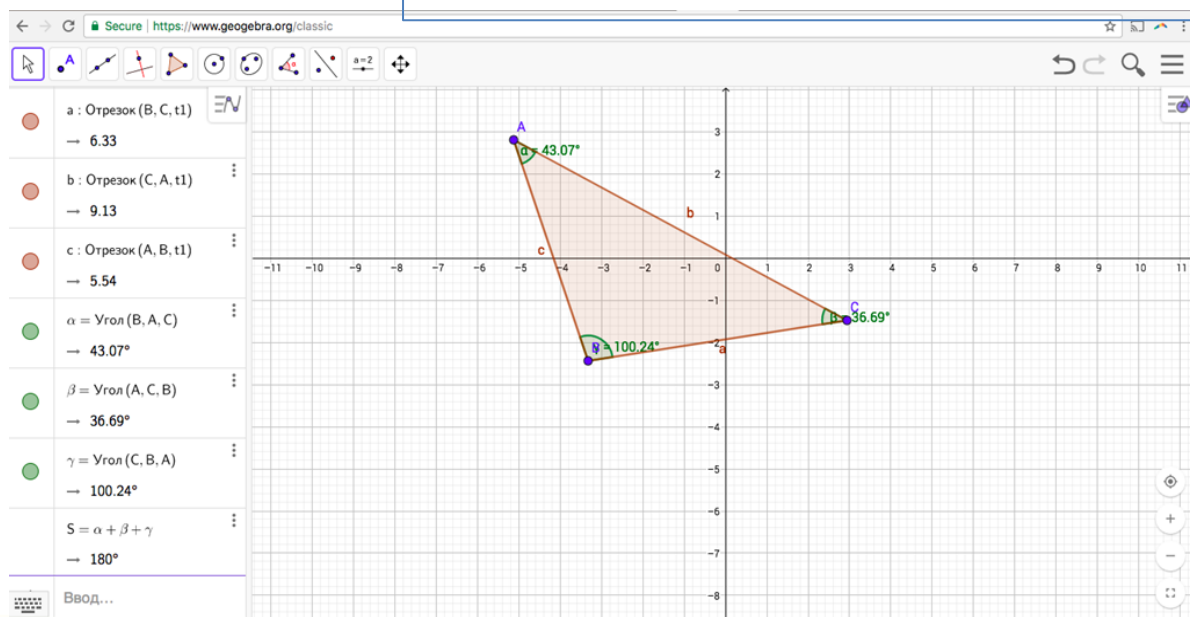 Secure | https://www.geogebra.org/classic
A
a=2
a : Отрезок (B, C, t1)
→ 6.33
b : Отрезок (C, A, t1)
→ 9.13
c : Отрезок (A, B, t1)
→ 5.54
α = Угол (B, A, C)
→ 43.07°
β = Угол (A, C, B)
→ 36.69°
γ = Угол (C, B, A)
→ 100.24°
S = α + β + γ
→ 180°
Ввод...
A
α = 43.07°
b
c
C
36.69°
= 100.24°
a
3
2
1
-11 -10 -9 -8 -7 -6 -5 -4 -3 -2 -1 0 1 2 3 4 5 6 7 8 9 10 11
-1
-2
-3
-4
-5
-6
-7
-8